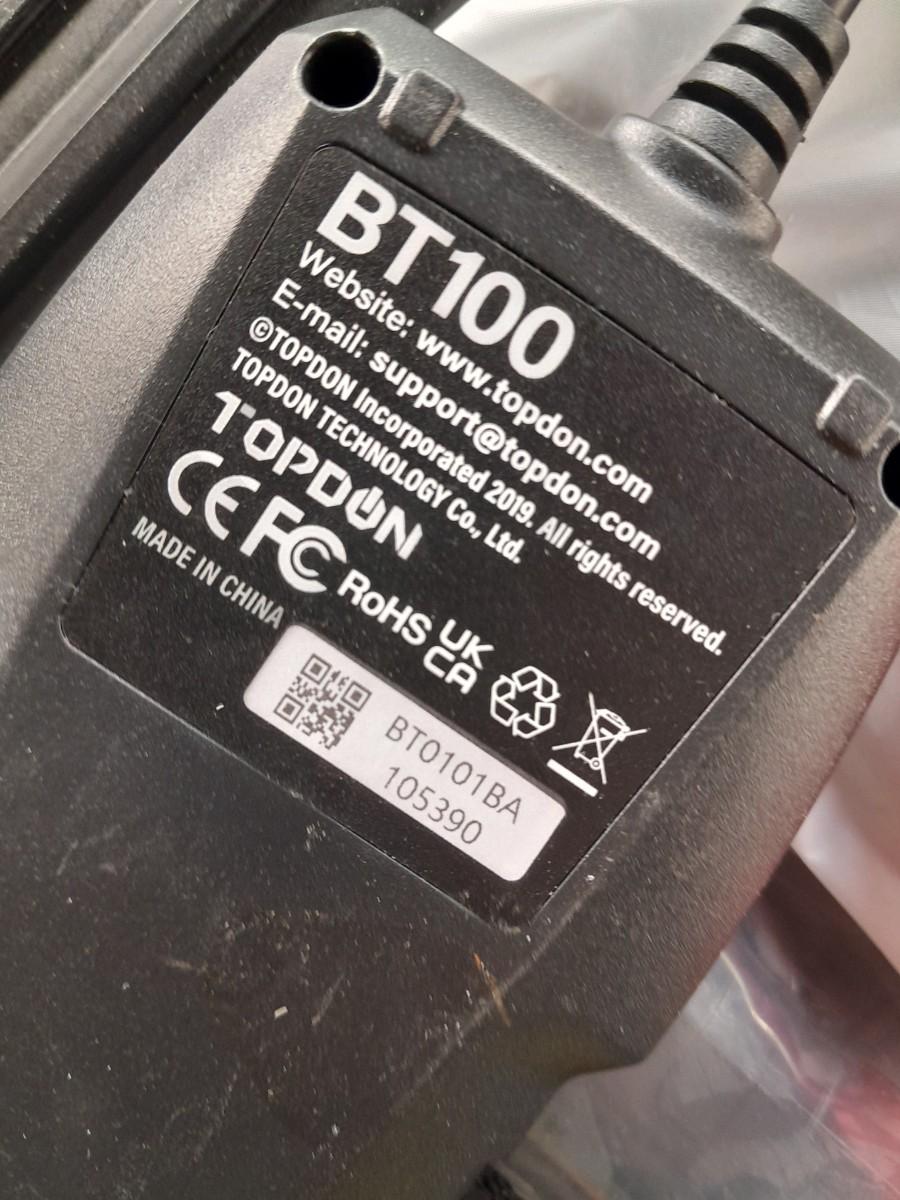 BT100
Website: www.topdon.com
E-mail: support@topdon.com
©TOPDON Incorporated 2019. All rights reserved.
TOPDON TECHNOLOGY Co., Ltd.
TOPDON
CE FC RoHS UK CA
MADE IN CHINA
BT0101BA
105390